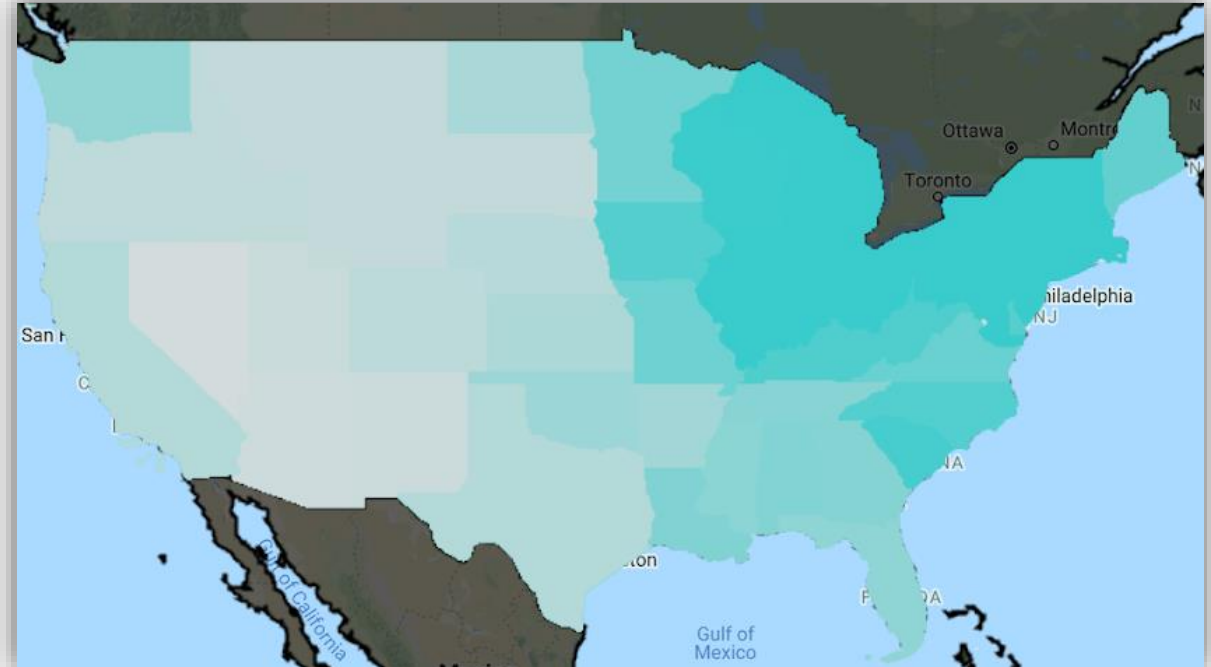 Ottawa
Montre
Toronto
hiladelphia
NJ
San F
C
NA
ton
F
DA
Gulf of California
Gulf of
Mexico